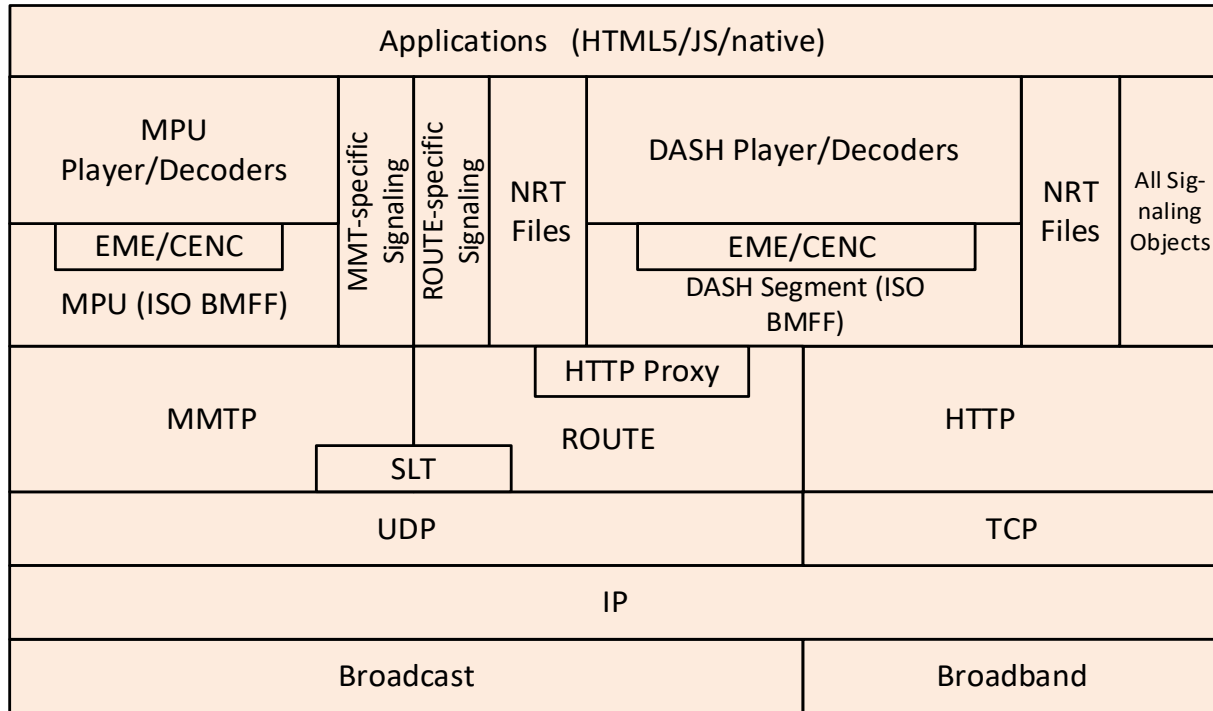 Applications (HTML5/JS/native)
MPU
Player/Decoders
EME/CENC
MPU (ISO BMFF)
MMT-specific
Signaling
ROUTE-specific
Signaling
NRT
Files
DASH Player/Decoders
EME/CENC
DASH Segment (ISO
BMFF)
NRT
Files
All Sig-
naling
Objects
MMTP
SLT
HTTP Proxy
ROUTE
HTTP
UDP
TCP
IP
Broadcast
Broadband